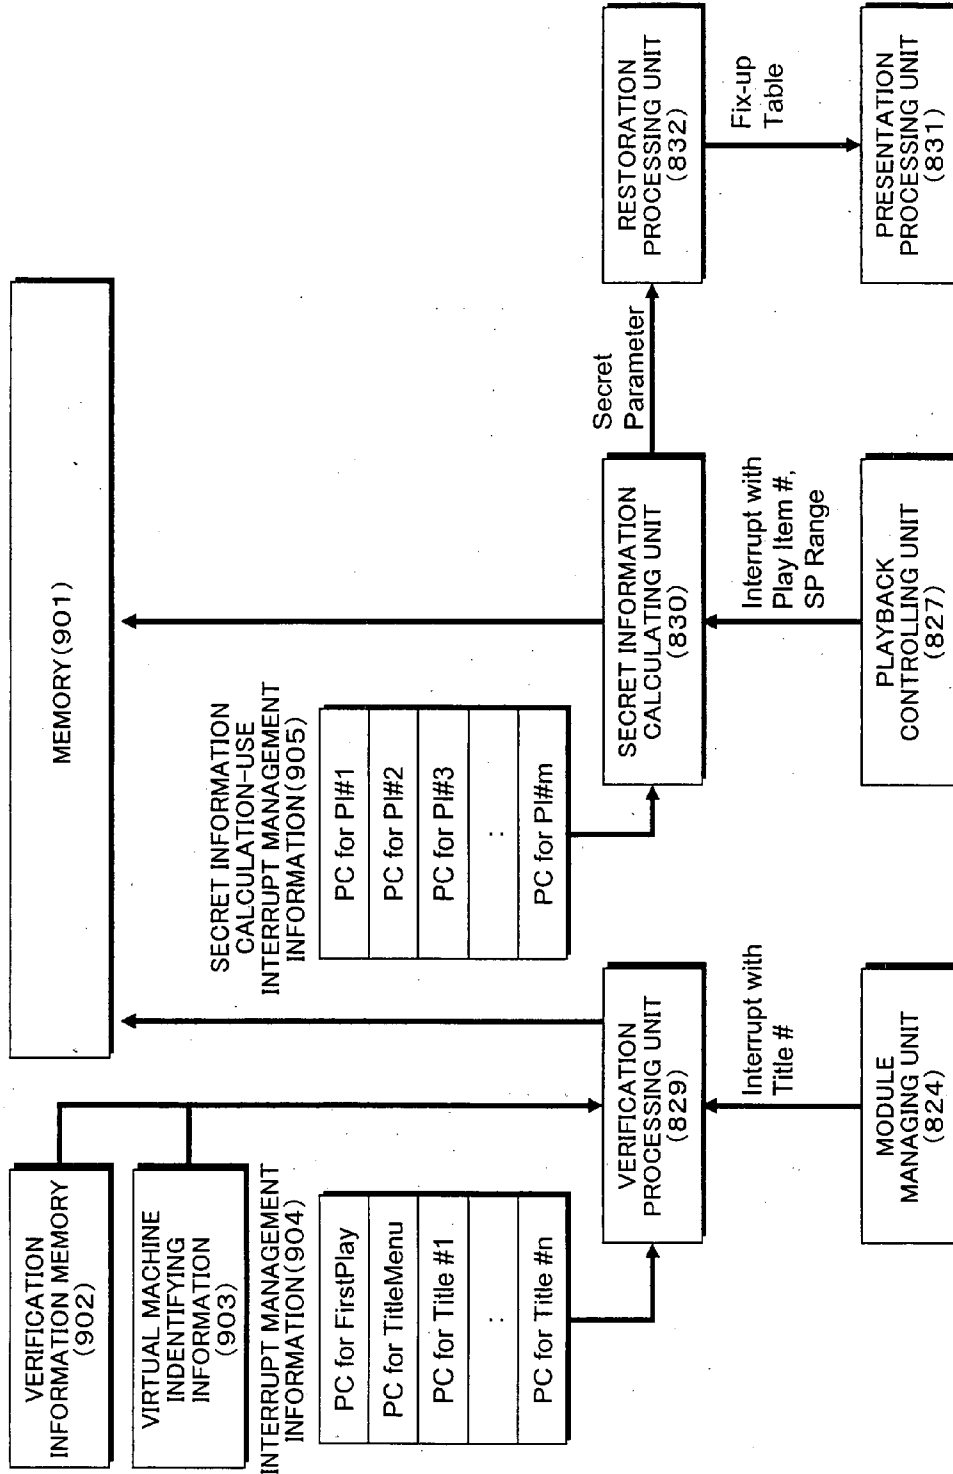 VERIFICATION
INFORMATION MEMORY
(902)
VIRTUAL MACHINE
INDENTIFYING
INFORMATION
(903)
INTERRUPT MANAGEMENT
INFORMATION(904)
PC for FirstPlay
PC for TitleMenu
PC for Title #1
:
PC for Title #n
VERIFICATION
PROCESSING UNIT
(829)
Interrupt with
Title #
MODULE
MANAGING UNIT
(824)
MEMORY(901)
SECRET INFORMATION
CALCULATION-USE
INTERRUPT MANAGEMENT
INFORMATION(905)
PC for PI#1
PC for PI#2
PC for PI#3
:
PC for PI#m
SECRET INFORMATION
CALCULATING UNIT
(830)
Interrupt with
Play Item #,
SP Range
PLAYBACK
CONTROLLING UNIT
(827)
Secret
Parameter
RESTORATION
PROCESSING UNIT
(832)
Fix-up
Table
PRESENTATION
PROCESSING UNIT
(831)